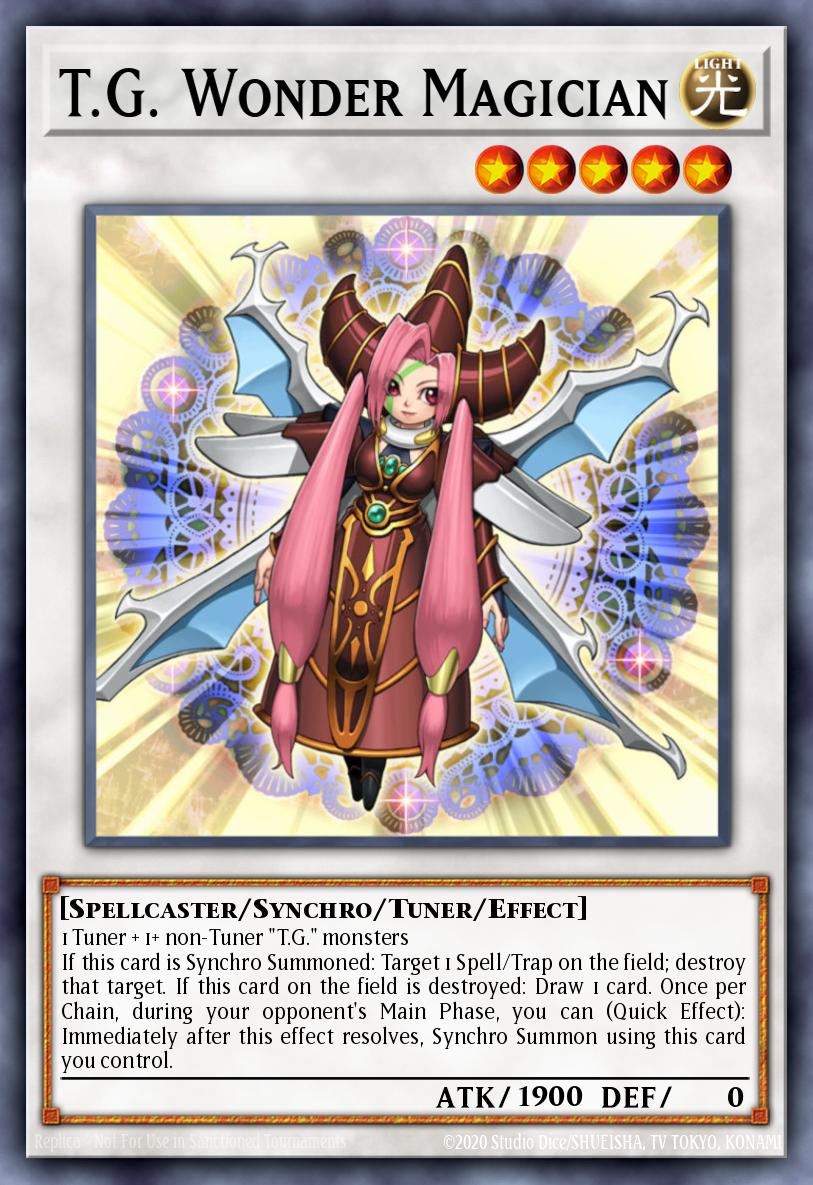 T.G. Wonder Magician
LIGHT
光
[Spellcaster/Synchro/Tuner/Effect]
1 Tuner + 1+ non-Tuner "T.G." monsters
If this card is Synchro Summoned: Target 1 Spell/Trap on the field; destroy
that target. If this card on the field is destroyed: Draw 1 card. Once per
Chain, during your opponent's Main Phase, you can (Quick Effect):
Immediately after this effect resolves, Synchro Summon using this card
you control.
ATK/ 1900 DEF/ 0
Replica - Not For Use in Sanctioned Tournaments
©2020 Studio Dice/SHUEISHA, TV TOKYO, KONAMI